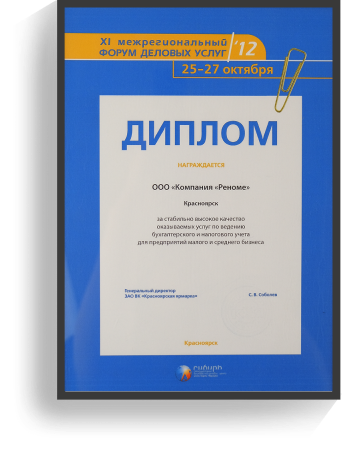 XI межрегиональный
ФОРУМ ДЕЛОВЫХ УСЛУГ
'12
25-27 октября
ДИПЛОМ
НАГРАЖДАЕТСЯ
ООО «Компания «Реноме»
Красноярск
за стабильно высокое качество
оказываемых услуг по ведению
бухгалтерского и налогового учета
для предприятий малого и среднего бизнеса
Генеральный директор
ЗАО ВК «Красноярская ярмарка»
С. В. Соболев
Красноярск
сибирь